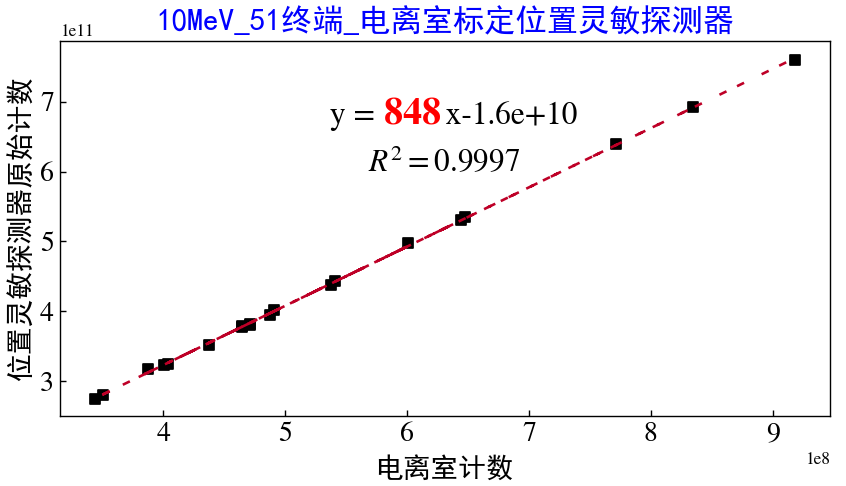 10MeV_51终端_电离室标定位置灵敏探测器
1e11
位置灵敏探测器原始计数
7
6
5
4
3
y = 848 x-1.6e+10
R² = 0.9997
4 5 6 7 8 9
1e8
电离室计数